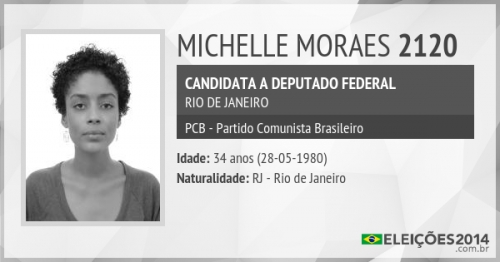 MICHELLE MORAES 2120
CANDIDATA A DEPUTADO FEDERAL
RIO DE JANEIRO
PCB - Partido Comunista Brasileiro
Idade: 34 anos (28-05-1980)
Naturalidade: RJ - Rio de Janeiro
ELEIÇÕES2014
.com.br